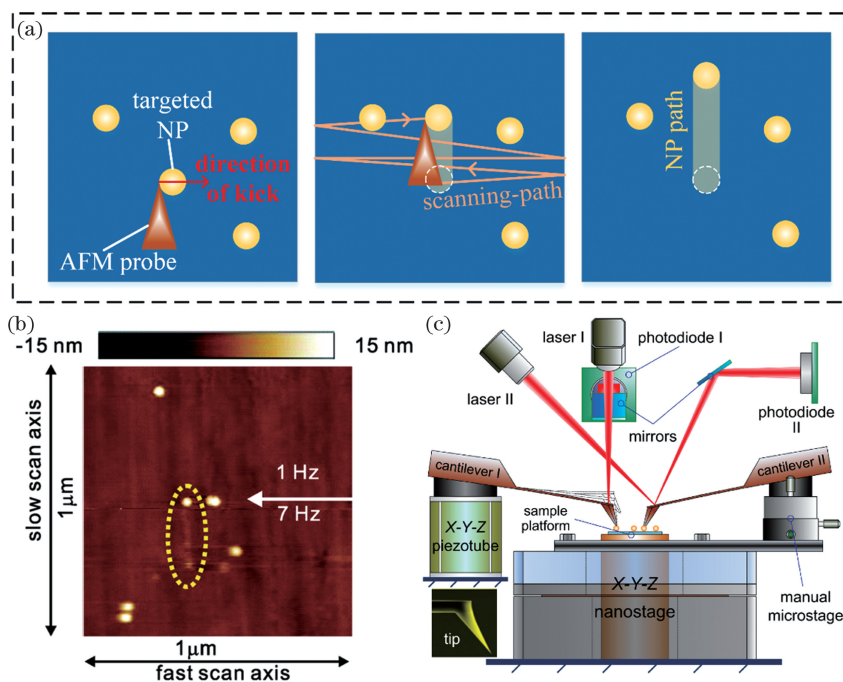 (a)
targeted
NP
direction
of kick
AFM probe
scanning-path
NP path
(b)
-15 nm
15 nm
slow scan axis
1μm
1 Hz
7 Hz
1μm
fast scan axis
(c)
laser I
photodiode I
laser II
mirrors
photodiode
II
cantilever I
cantilever II
sample
platform
X-Y-Z
piezotube
X-Y-Z
nanostage
manual
microstage
tip